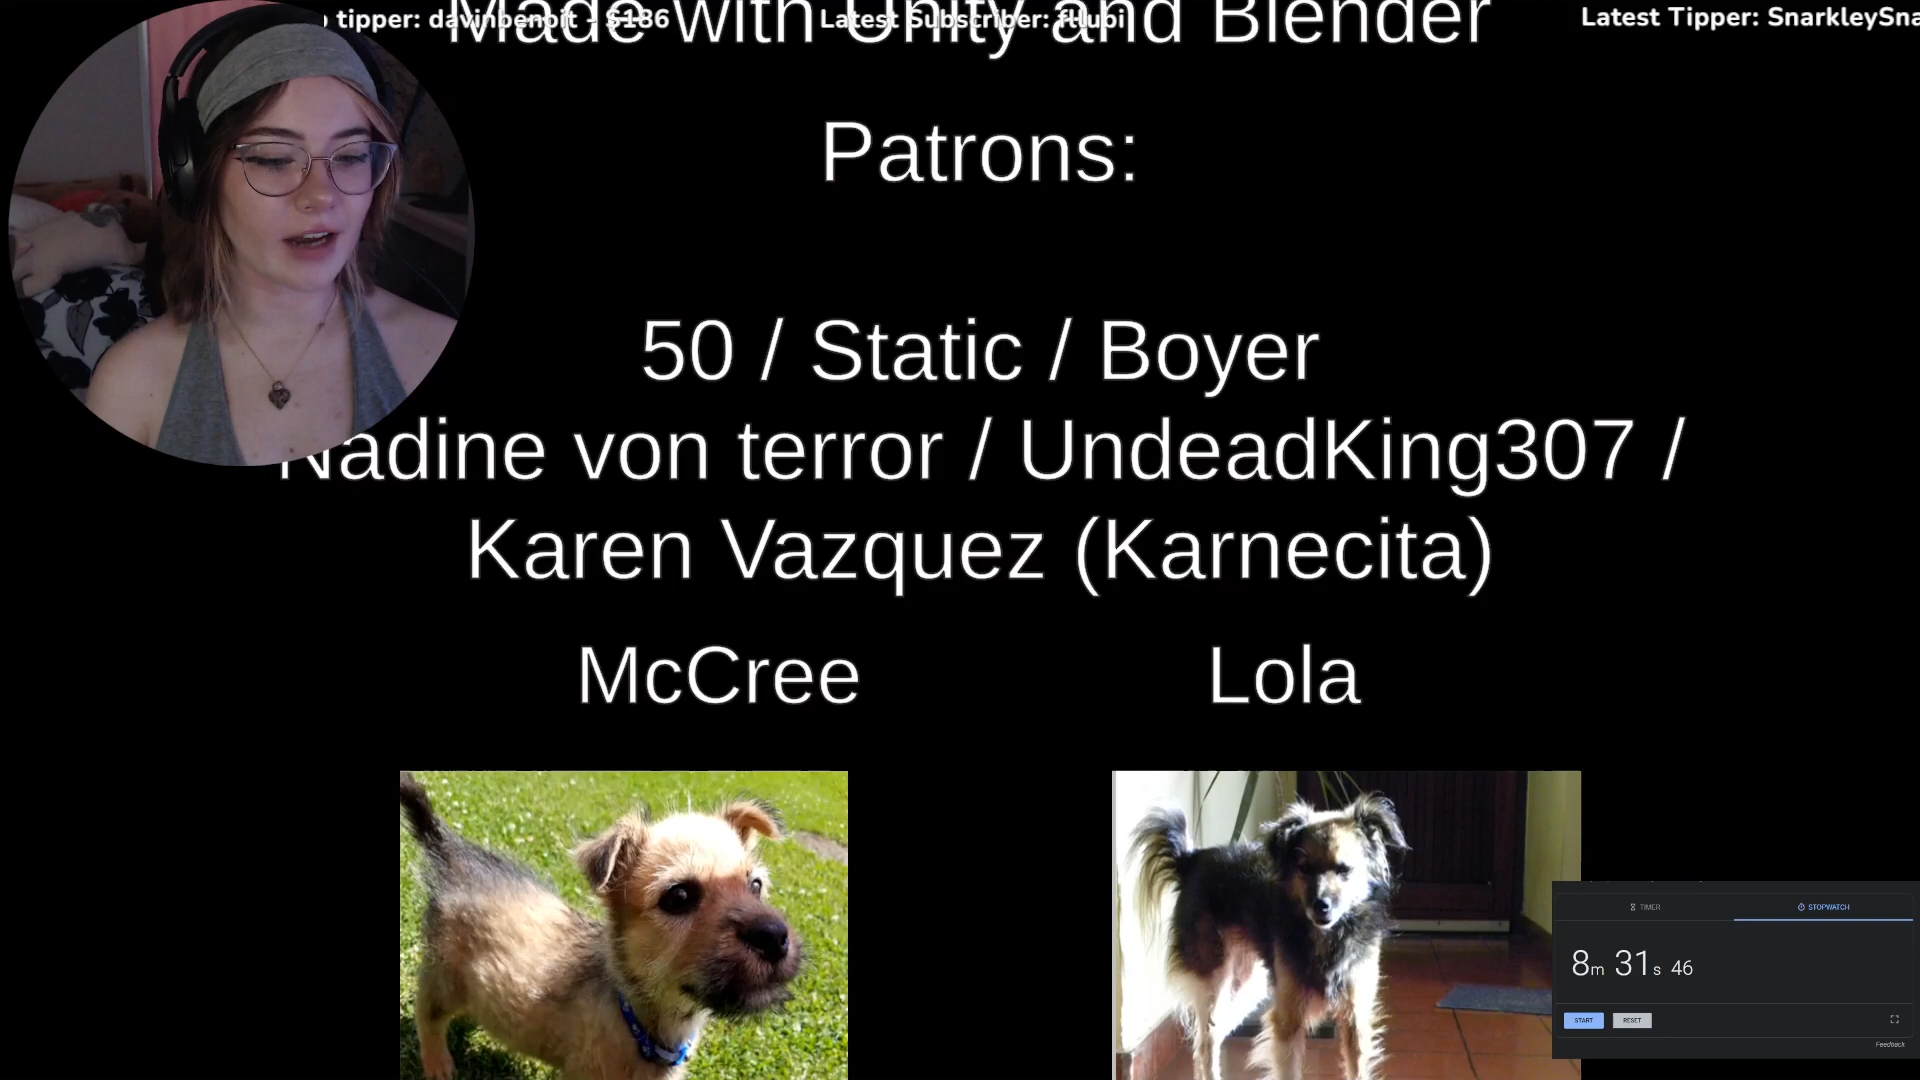 tipper: davinbenoit - $186
Latest Subscriber: fllubi
Latest Tipper: SnarkleySna
Made with Unity and Blender
Patrons:
50 / Static / Boyer
Nadine von terror / UndeadKing307 /
Karen Vazquez (Karnecita)
McCree
Lola
TIMER
STOPWATCH
8m 31s 46
START
RESET
Feedback